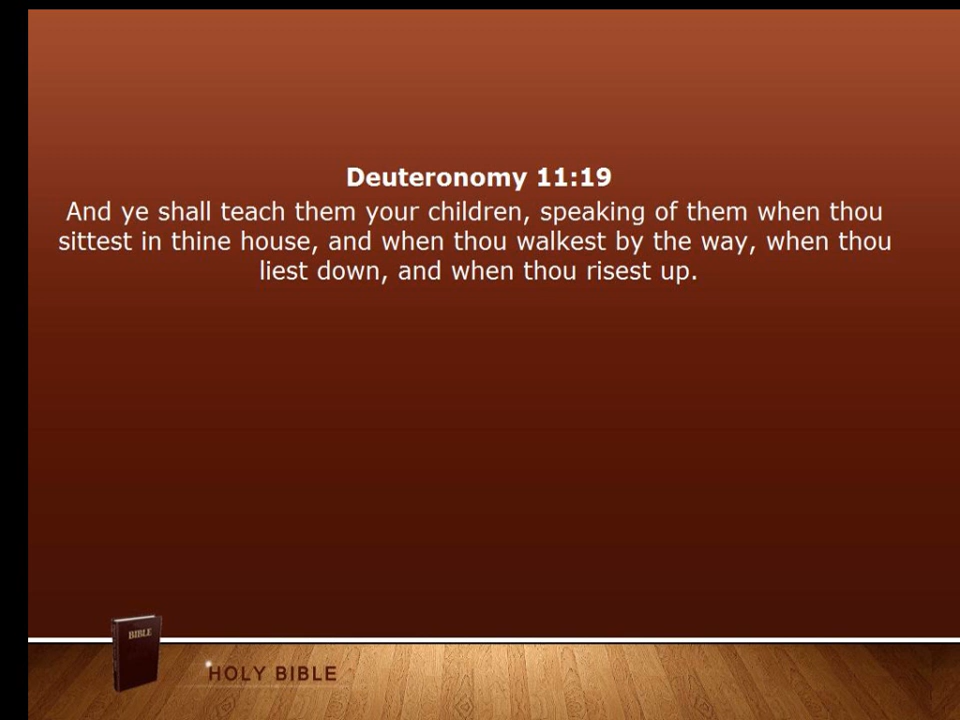 Deuteronomy 11:19
And ye shall teach them your children, speaking of them when thou
sittest in thine house, and when thou walkest by the way, when thou
liest down, and when thou risest up.
BIBLE
HOLY BIBLE